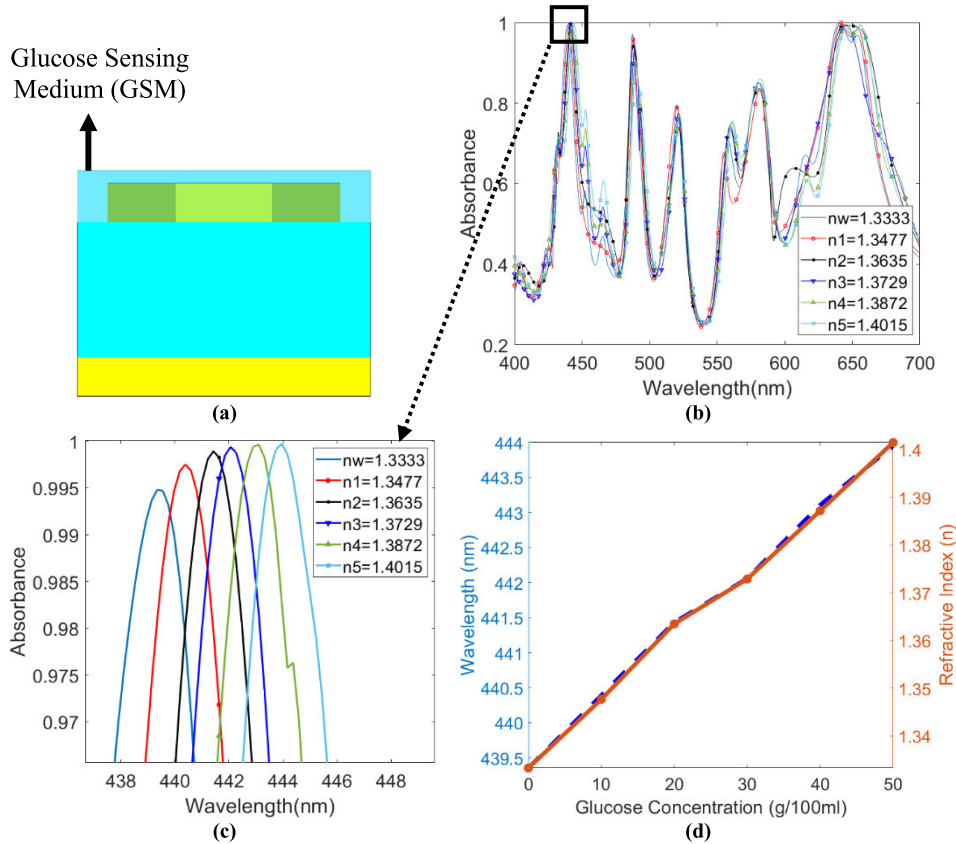 Glucose Sensing
Medium (GSM)
(a)
Absorbance
1
0.8
0.6
0.4
0.2
400 450 500 550 600 650 700
Wavelength(nm)
nw=1.3333
n1=1.3477
n2=1.3635
n3=1.3729
n4=1.3872
n5=1.4015
(b)
Absorbance
1
0.995
0.99
0.985
0.98
0.975
0.97
438 440 442 444 446 448
Wavelength(nm)
nw=1.3333
n1=1.3477
n2=1.3635
n3=1.3729
n4=1.3872
n5=1.4015
(c)
Wavelength (nm)
444
443.5
443
442.5
442
441.5
441
440.5
440
439.5
0 10 20 30 40 50
Glucose Concentration (g/100ml)
1.4
1.39
1.38
1.37
1.36
1.35
1.34
Refractive Index (n)
(d)